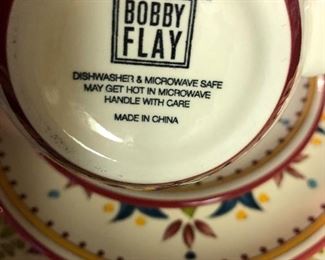 BOBBY
FLAY
DISHWASHER & MICROWAVE SAFE
MAY GET HOT IN MICROWAVE
HANDLE WITH CARE
MADE IN CHINA